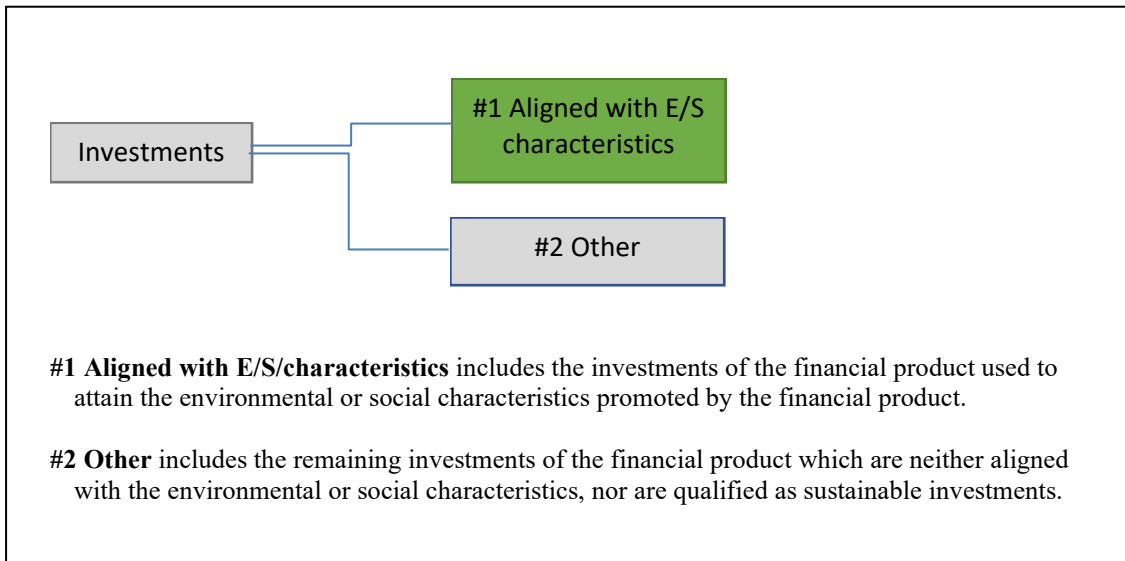 #1 Aligned with E/S
characteristics
Investments
#2 Other
#1 Aligned with E/S/characteristics includes the investments of the financial product used to
attain the environmental or social characteristics promoted by the financial product.
#2 Other includes the remaining investments of the financial product which are neither aligned
with the environmental or social characteristics, nor are qualified as sustainable investments.